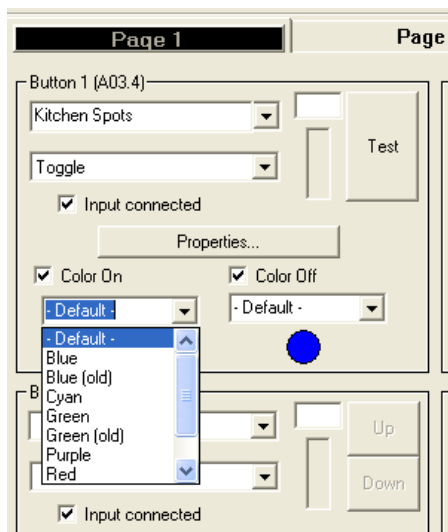 Page 1
Page
Button 1 (A03.4)
Kitchen Spots
Test
Toggle
Input connected
Properties...
Color On
Color Off
- Default -
- Default -
- Default -
Blue
Blue (old)
Cyan
Green
Green (old)
Purple
Red
B
Up
Down
Input connected